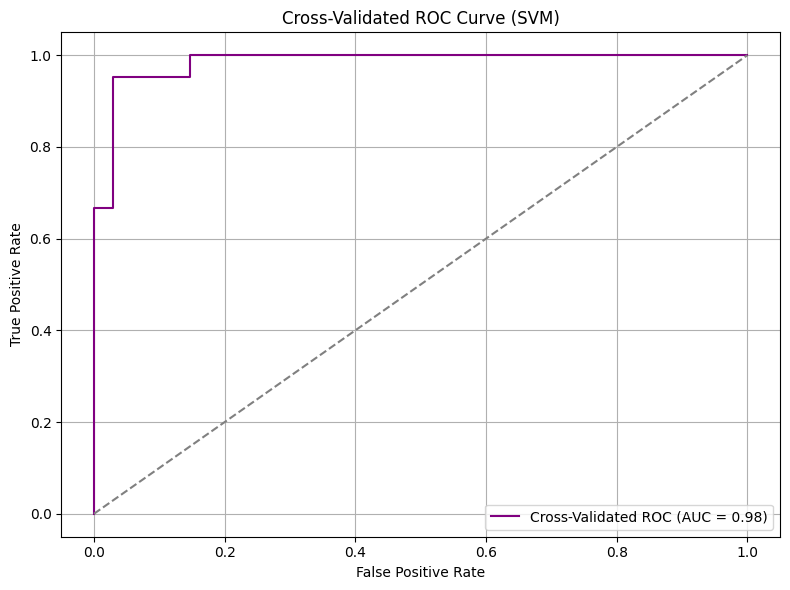 Cross-Validated ROC Curve (SVM)
True Positive Rate
1.0
0.8
0.6
0.4
0.2
0.0
0.0 0.2 0.4 0.6 0.8 1.0
False Positive Rate
Cross-Validated ROC (AUC = 0.98)